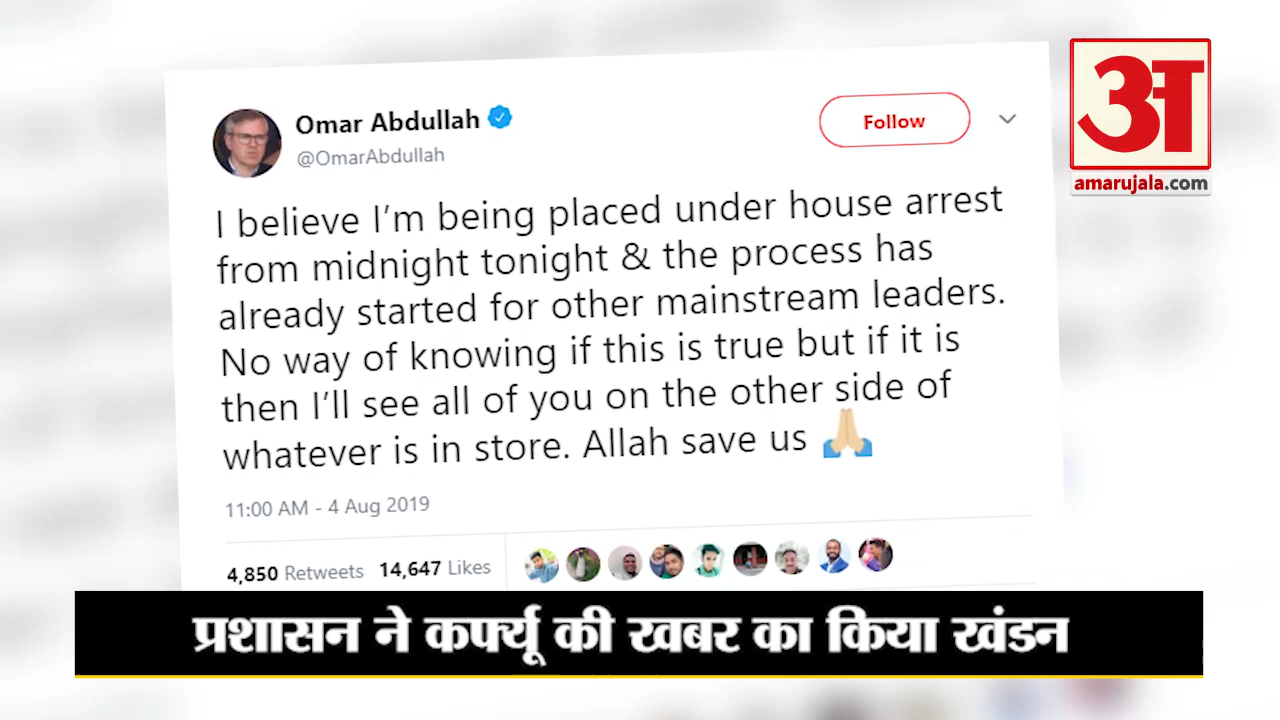 Omar Abdullah
@OmarAbdullah
Follow
अ
amarujala.com
I believe I’m being placed under house arrest
from midnight tonight & the process has
already started for other mainstream leaders.
No way of knowing if this is true but if it is
then I’ll see all of you on the other side of
whatever is in store. Allah save us 🙏🏼
11:00 AM - 4 Aug 2019
4,850 Retweets 14,647 Likes
प्रशासन ने कर्फ्यू की खबर का किया खंडन